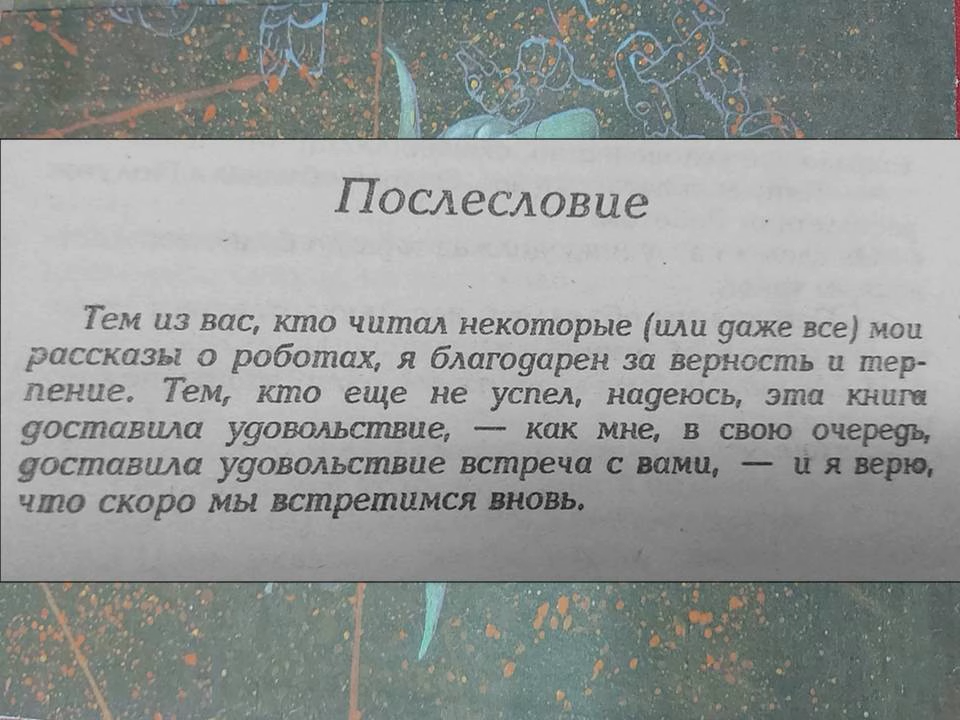 Послесловие
Тем из вас, кто читал некоторые (или даже все) мои
рассказы о роботах, я благодарен за верность и тер-
пение. Тем, кто еще не успел, надеюсь, эта книга
доставила удовольствие, — как мне, в свою очередь,
доставила удовольствие встреча с вами, — и я верю,
что скоро мы встретимся вновь.